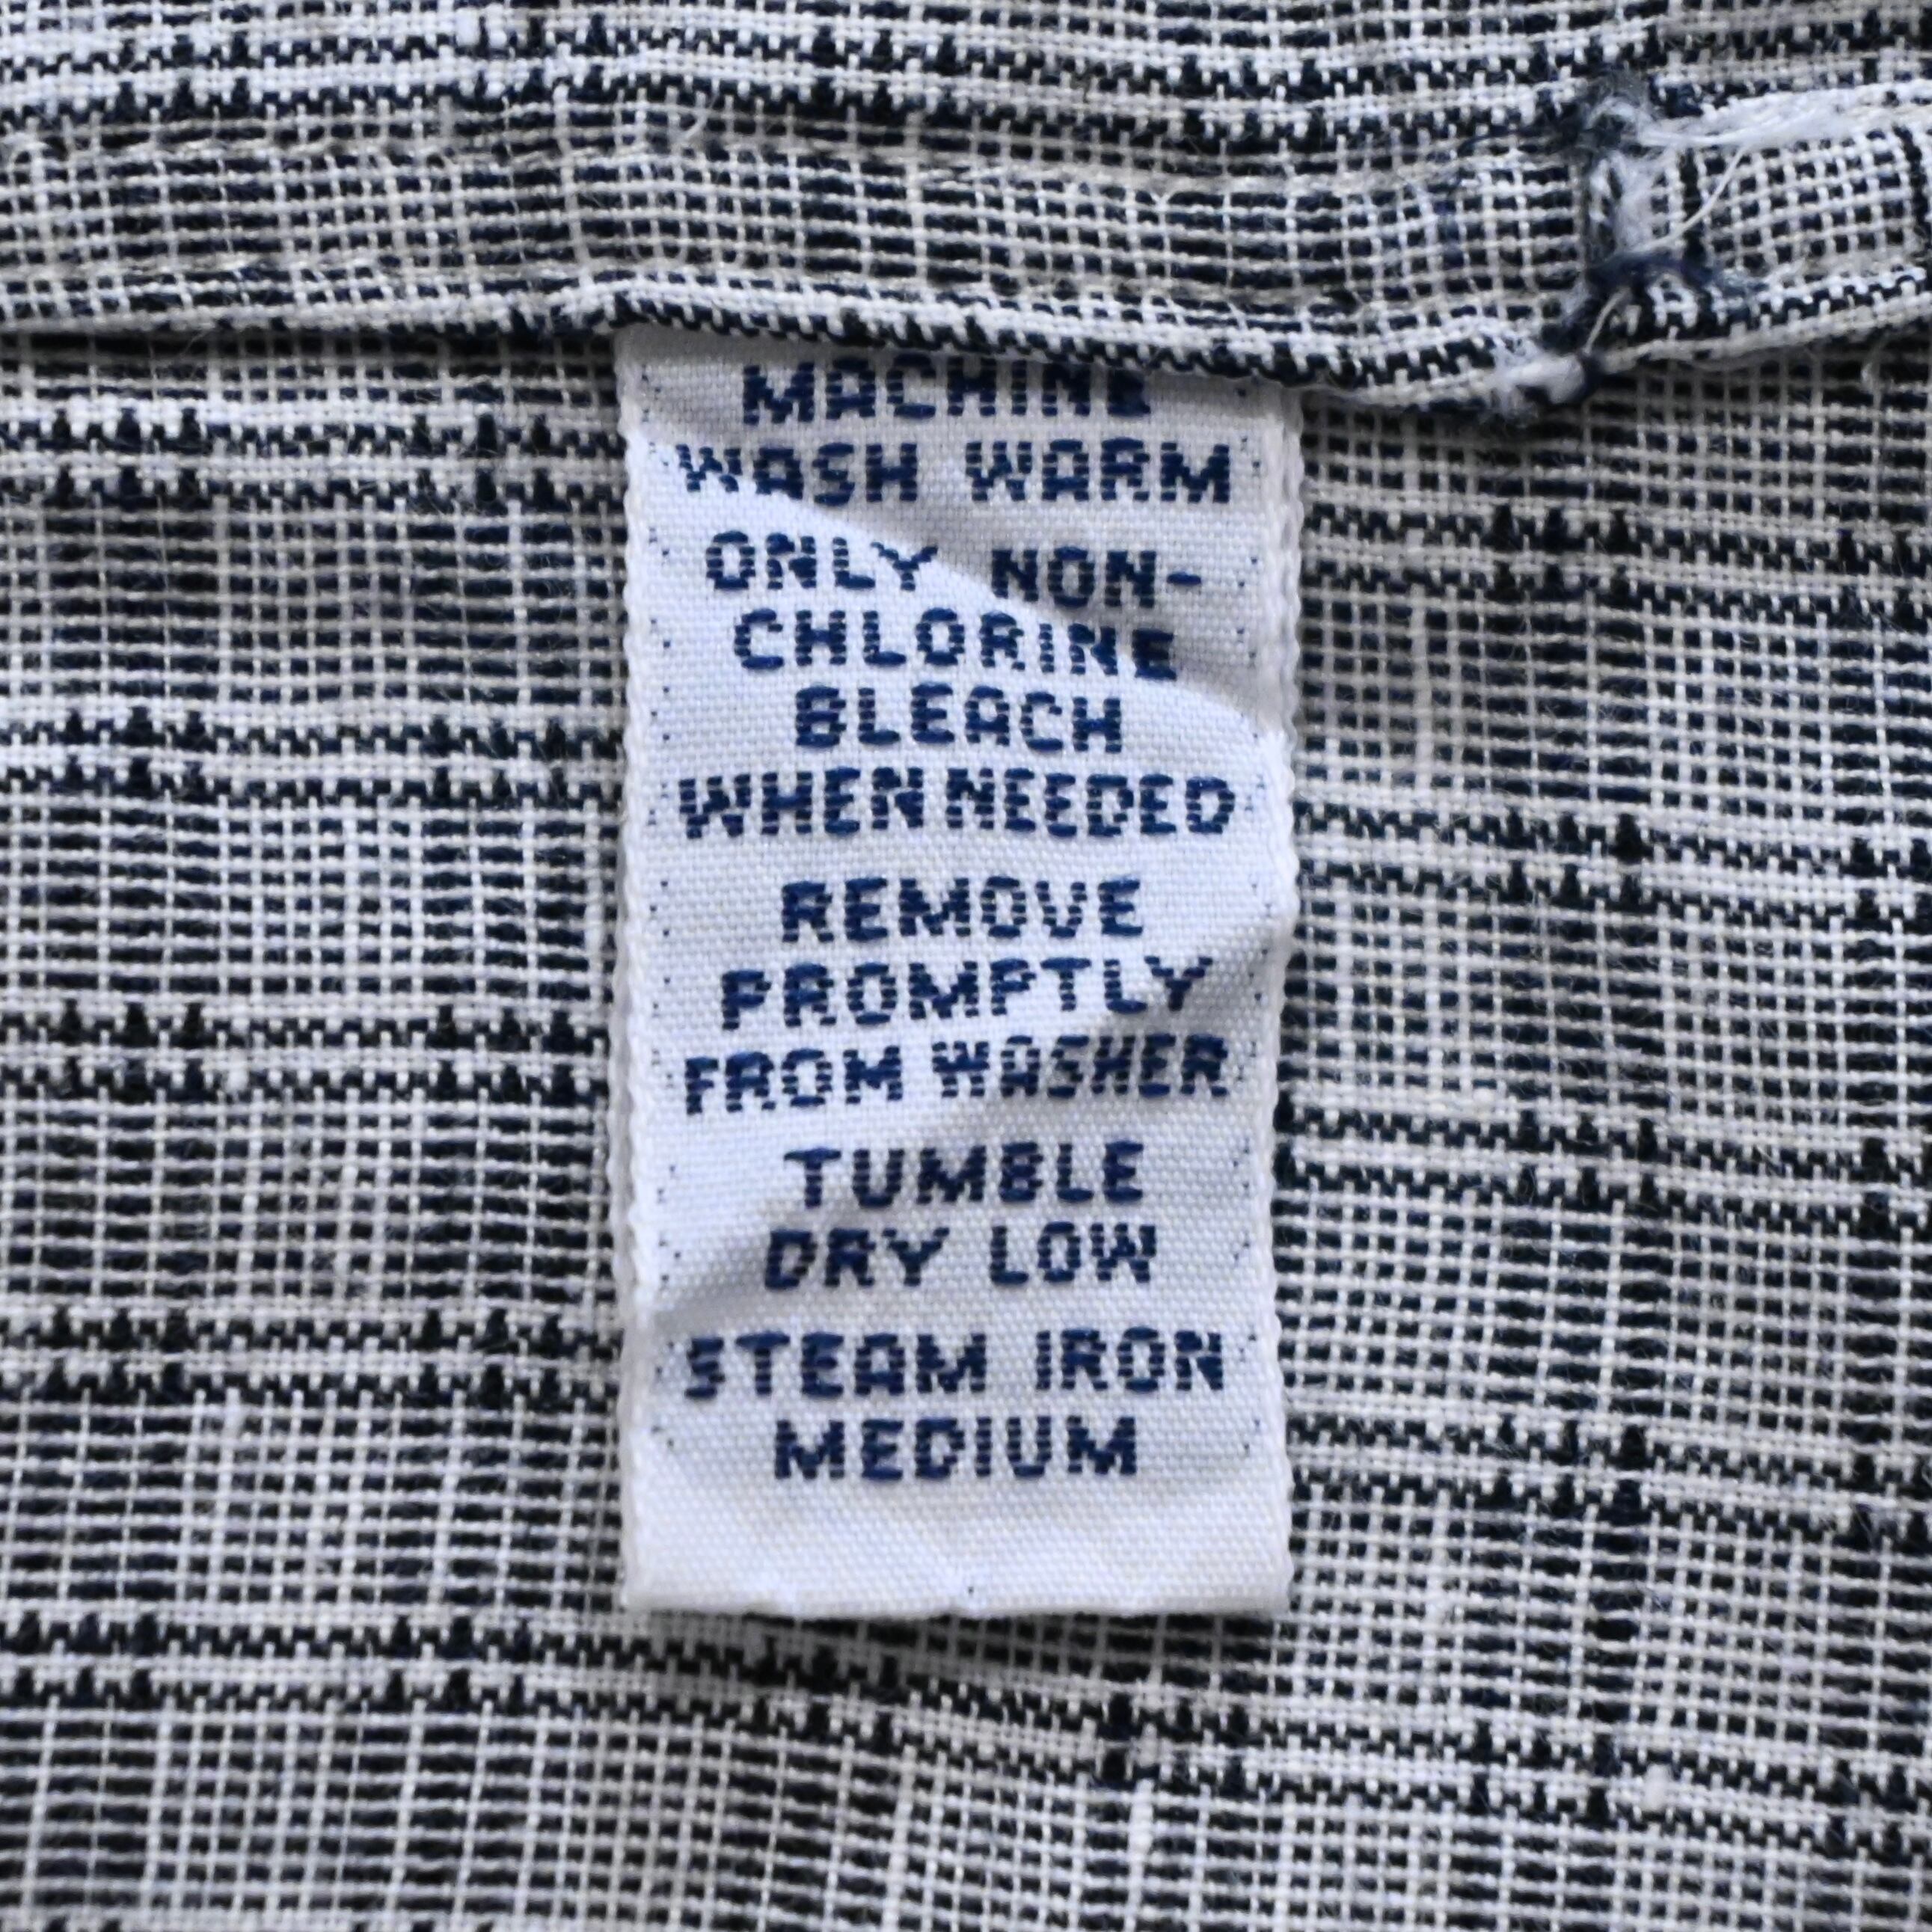 MACHINE
WASH WARM
ONLY NON-
CHLORINE
BLEACH
WHEN NEEDED
REMOVE
PROMPTLY
FROM WASHER
TUMBLE
DRY LOW
STEAM IRON
MEDIUM